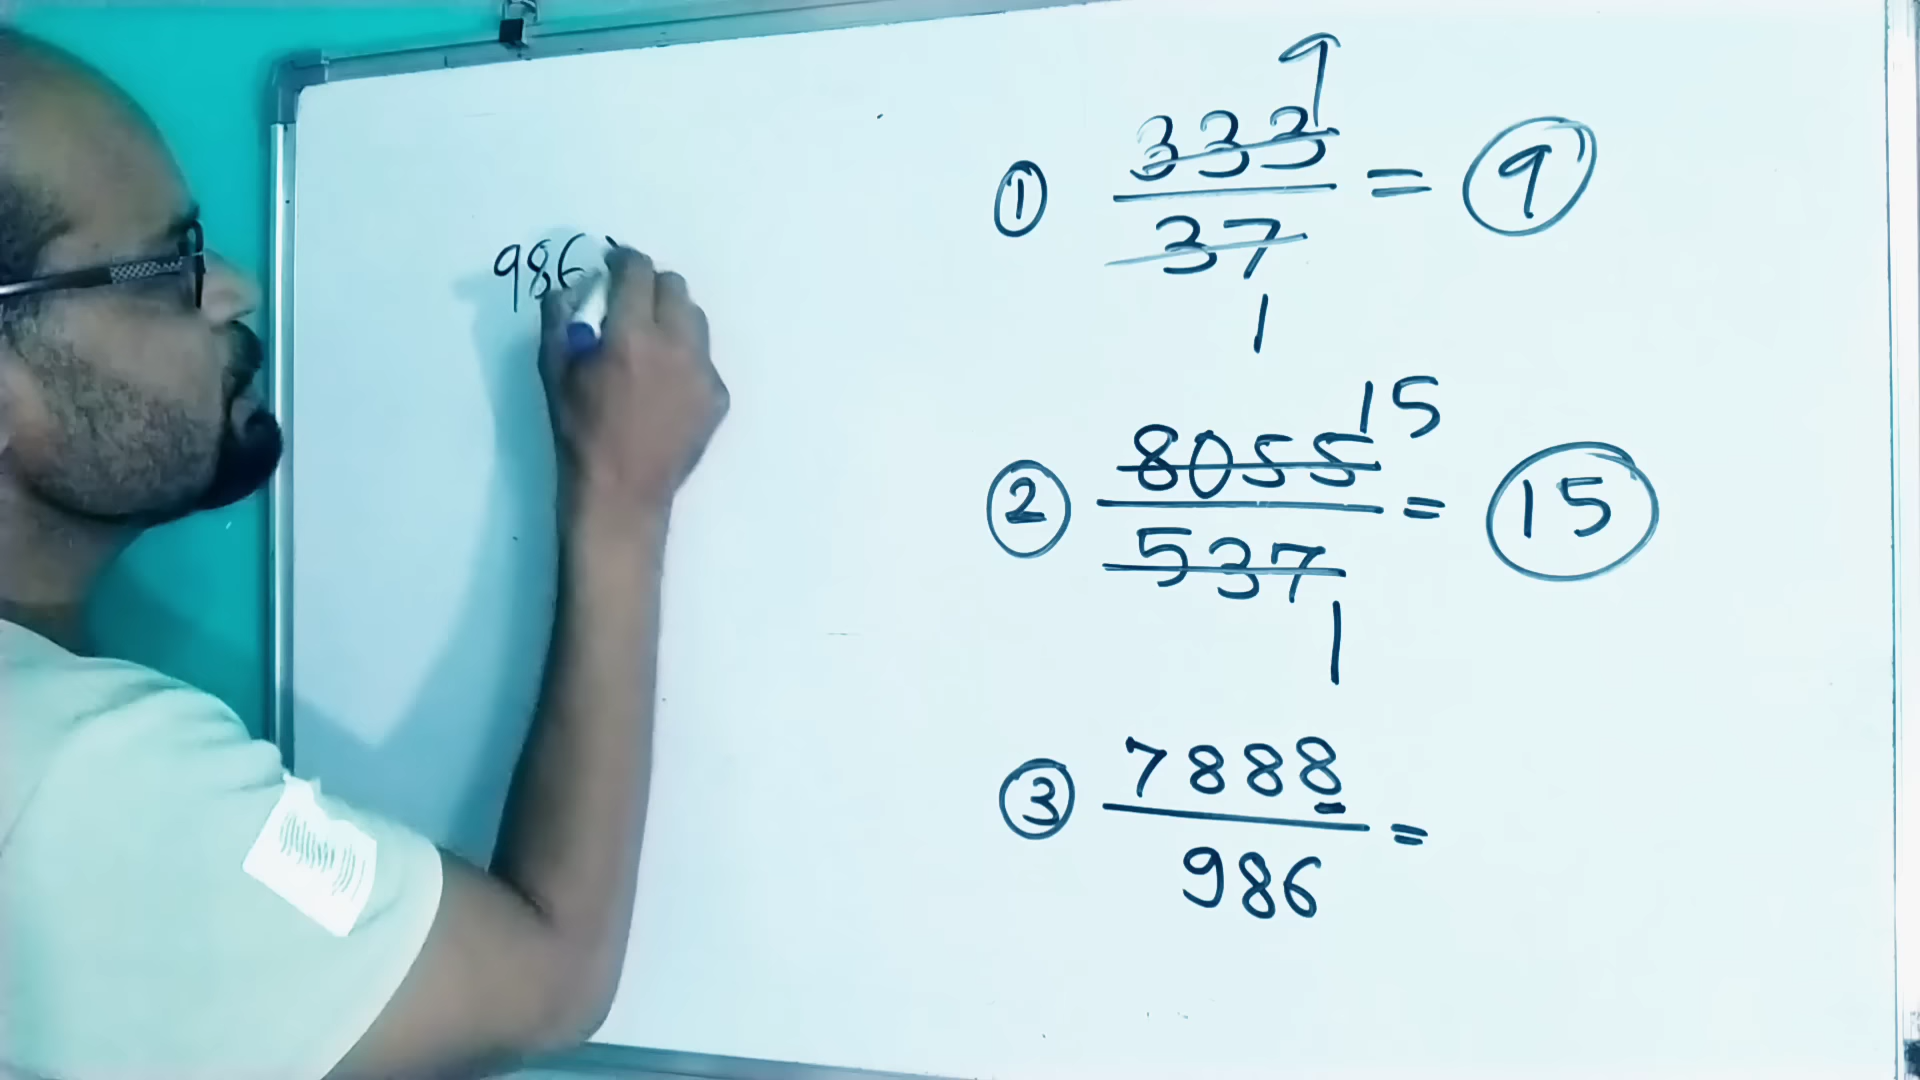 986)
① 333/37 = 9
9
1
② 8055/537 = 15
15
1
③ 7888/986 =